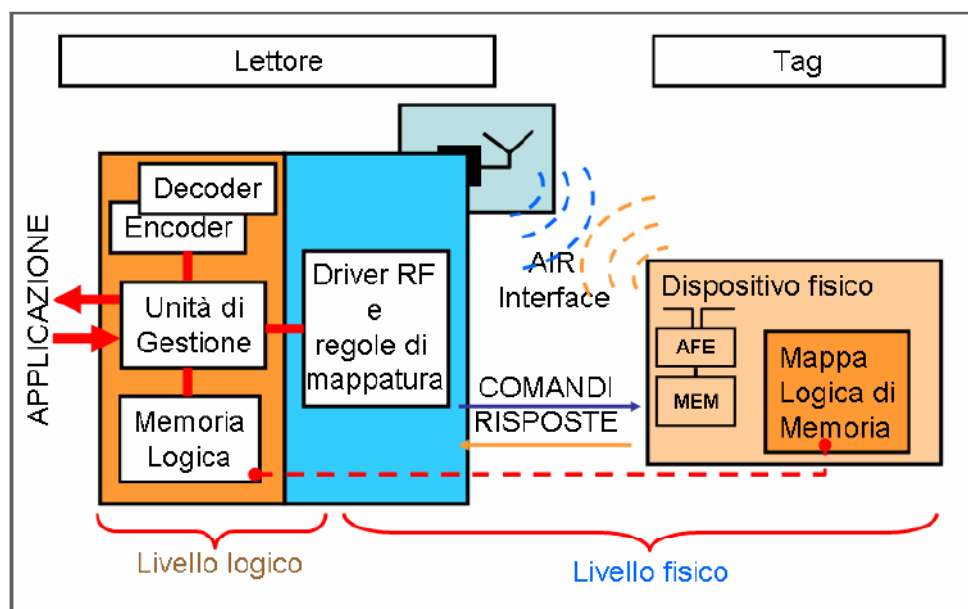 Lettore
Tag
Decoder
Encoder
APPLICAZIONE
Unità di
Gestione
Memoria
Logica
Driver RF
e
regole di
mappatura
AIR
Interface
COMANDI
RISPOSTE
Dispositivo fisico
AFE
MEM
Mappa
Logica di
Memoria
Livello logico
Livello fisico